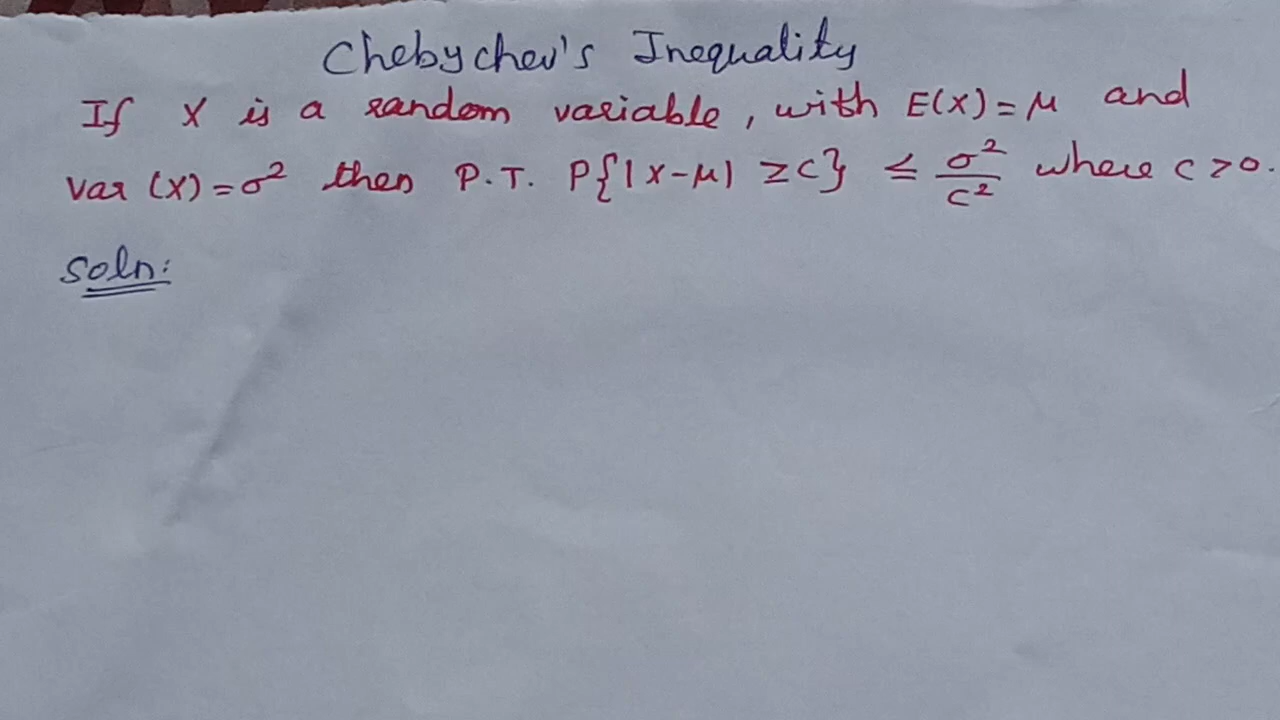 Chebychev's Inequality
If X is a random variable, with E(X) = μ and
var (X) = σ² then P.T. P{|X-μ| ≥ C} ≤ σ²/C² where C > 0.
Soln: